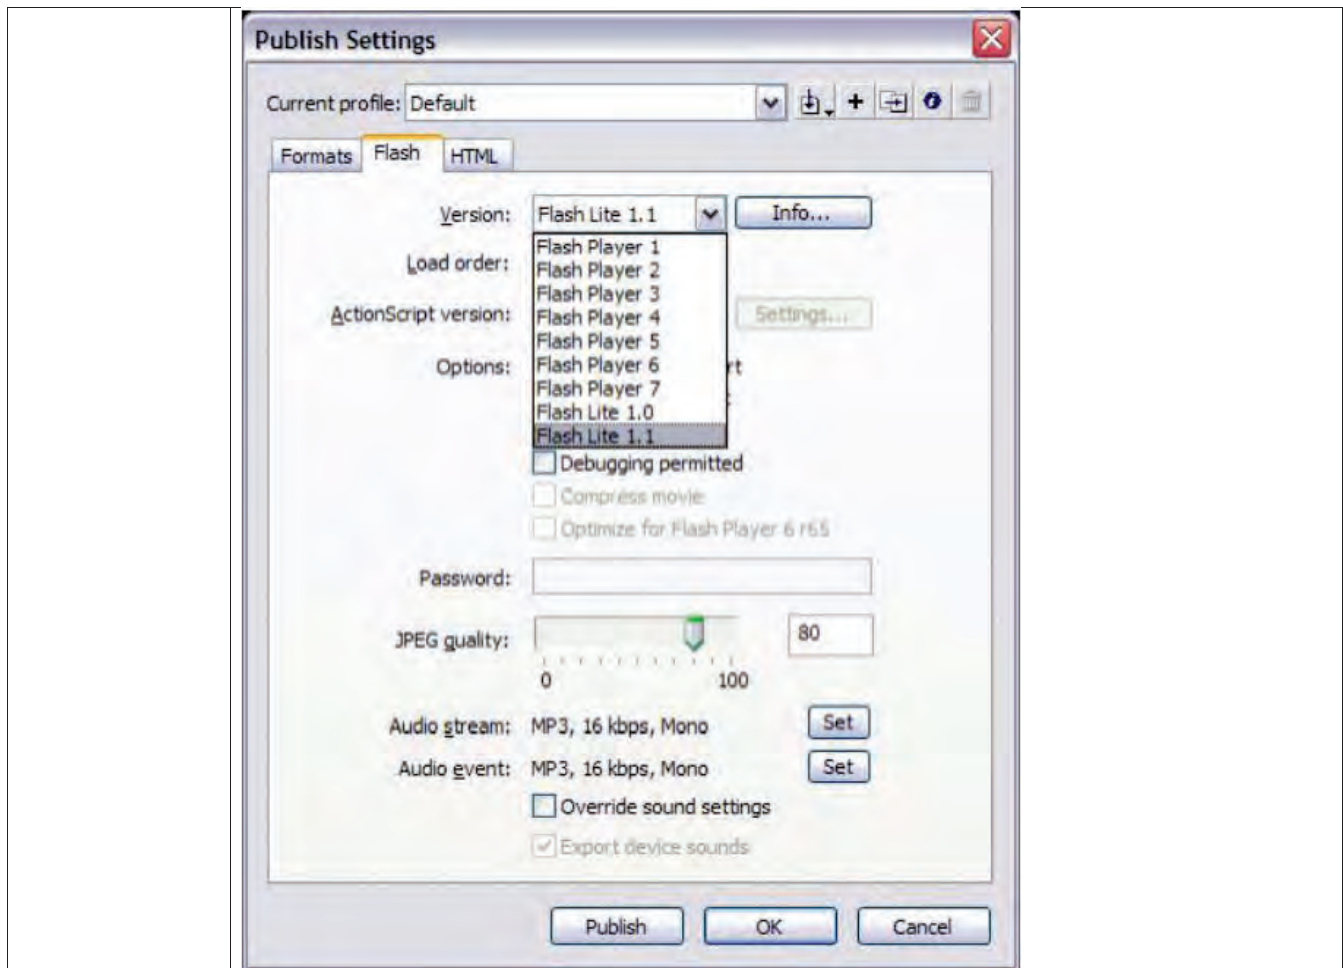 Publish Settings
Current profile: Default
Formats Flash HTML
Version: Flash Lite 1.1 Info...
Flash Player 1
Load order: Flash Player 2
Flash Player 3
ActionScript version: Flash Player 4 Settings...
Flash Player 5
Options: Flash Player 6 rt
Flash Player 7
Flash Lite 1.0
Flash Lite 1.1
Debugging permitted
Compress movie
Optimize for Flash Player 6 r65
Password:
JPEG quality: 80
0 100
Audio stream: MP3, 16 kbps, Mono Set
Audio event: MP3, 16 kbps, Mono Set
Override sound settings
Export device sounds
Publish OK Cancel